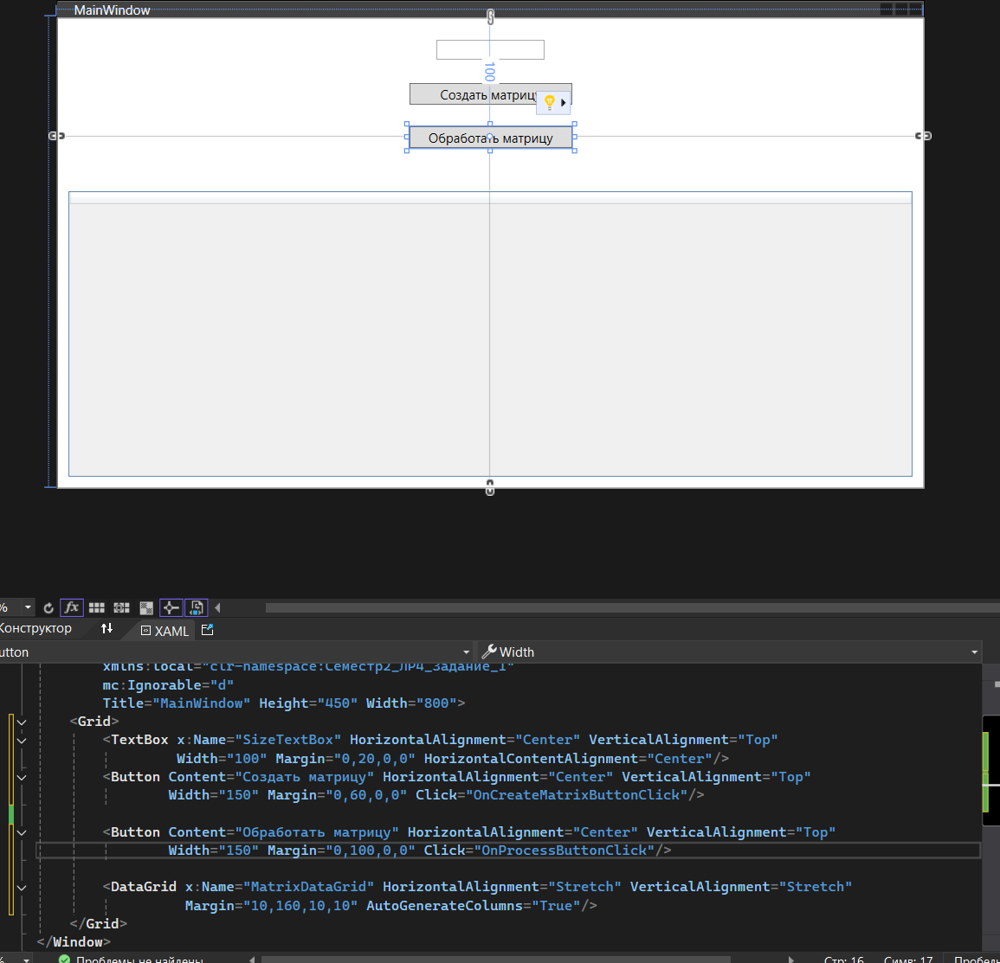 MainWindow
100
Создать матрицу
Обработать матрицу
%
fx
Конструктор
XAML
utton
Width
xmlns:local="clr-namespace:Семестр2_ЛР4_Задание_1"
mc:Ignorable="d"
Title="MainWindow" Height="450" Width="800">
<Grid>
<TextBox x:Name="SizeTextBox" HorizontalAlignment="Center" VerticalAlignment="Top"
Width="100" Margin="0,20,0,0" HorizontalContentAlignment="Center"/>
<Button Content="Создать матрицу" HorizontalAlignment="Center" VerticalAlignment="Top"
Width="150" Margin="0,60,0,0" Click="OnCreateMatrixButtonClick"/>
<Button Content="Обработать матрицу" HorizontalAlignment="Center" VerticalAlignment="Top"
Width="150" Margin="0,100,0,0" Click="OnProcessButtonClick"/>
<DataGrid x:Name="MatrixDataGrid" HorizontalAlignment="Stretch" VerticalAlignment="Stretch"
Margin="10,160,10,10" AutoGenerateColumns="True"/>
</Grid>
</Window>
%
Проблемы не найдены
Стр: 16
Симв: 17
Пробель